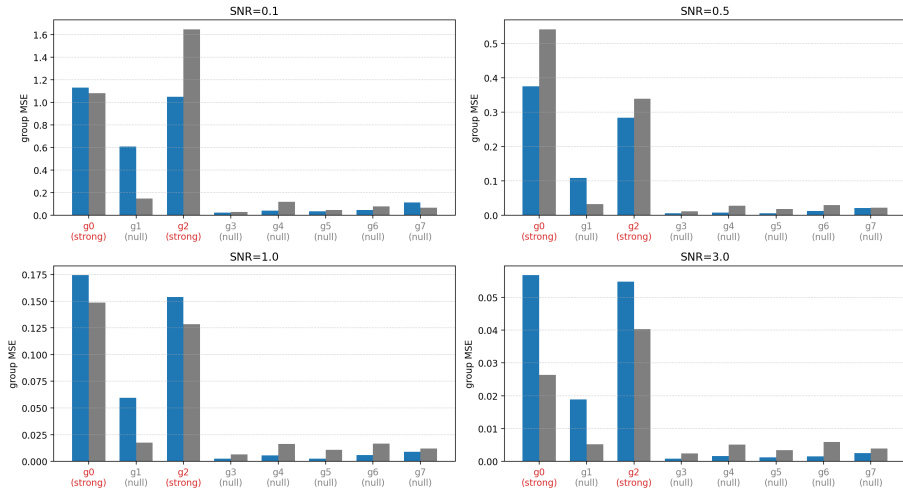 SNR=0.1
group MSE
1.6
1.4
1.2
1.0
0.8
0.6
0.4
0.2
0.0
g0 g1 g2 g3 g4 g5 g6 g7
(strong) (null) (strong) (null) (null) (null) (null) (null)
SNR=0.5
group MSE
0.5
0.4
0.3
0.2
0.1
0.0
g0 g1 g2 g3 g4 g5 g6 g7
(strong) (null) (strong) (null) (null) (null) (null) (null)
SNR=1.0
group MSE
0.175
0.150
0.125
0.100
0.075
0.050
0.025
0.000
g0 g1 g2 g3 g4 g5 g6 g7
(strong) (null) (strong) (null) (null) (null) (null) (null)
SNR=3.0
group MSE
0.05
0.04
0.03
0.02
0.01
0.00
g0 g1 g2 g3 g4 g5 g6 g7
(strong) (null) (strong) (null) (null) (null) (null) (null)